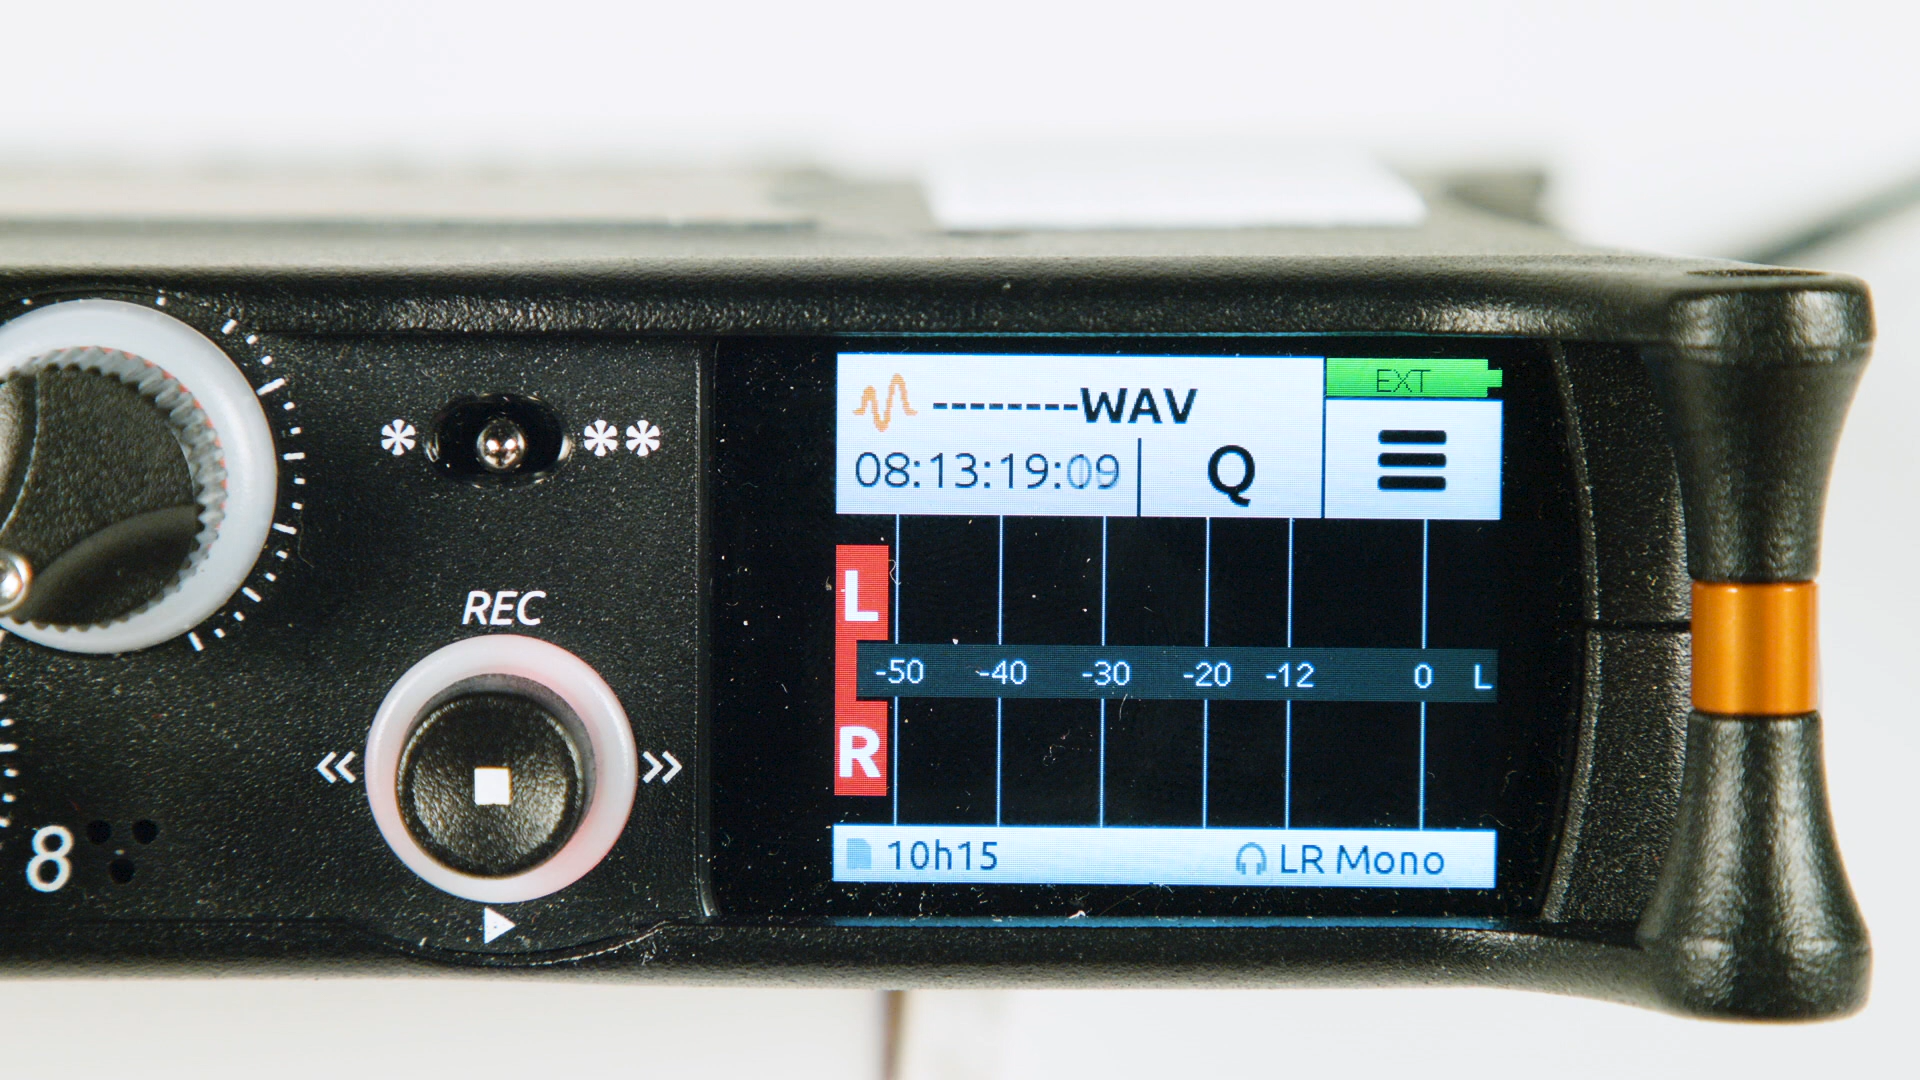 --------WAV
EXT
08:13:19:09
Q
* **
REC
L
-50 -40 -30 -20 -12 0 L
R
« »
8
10h15
LR Mono